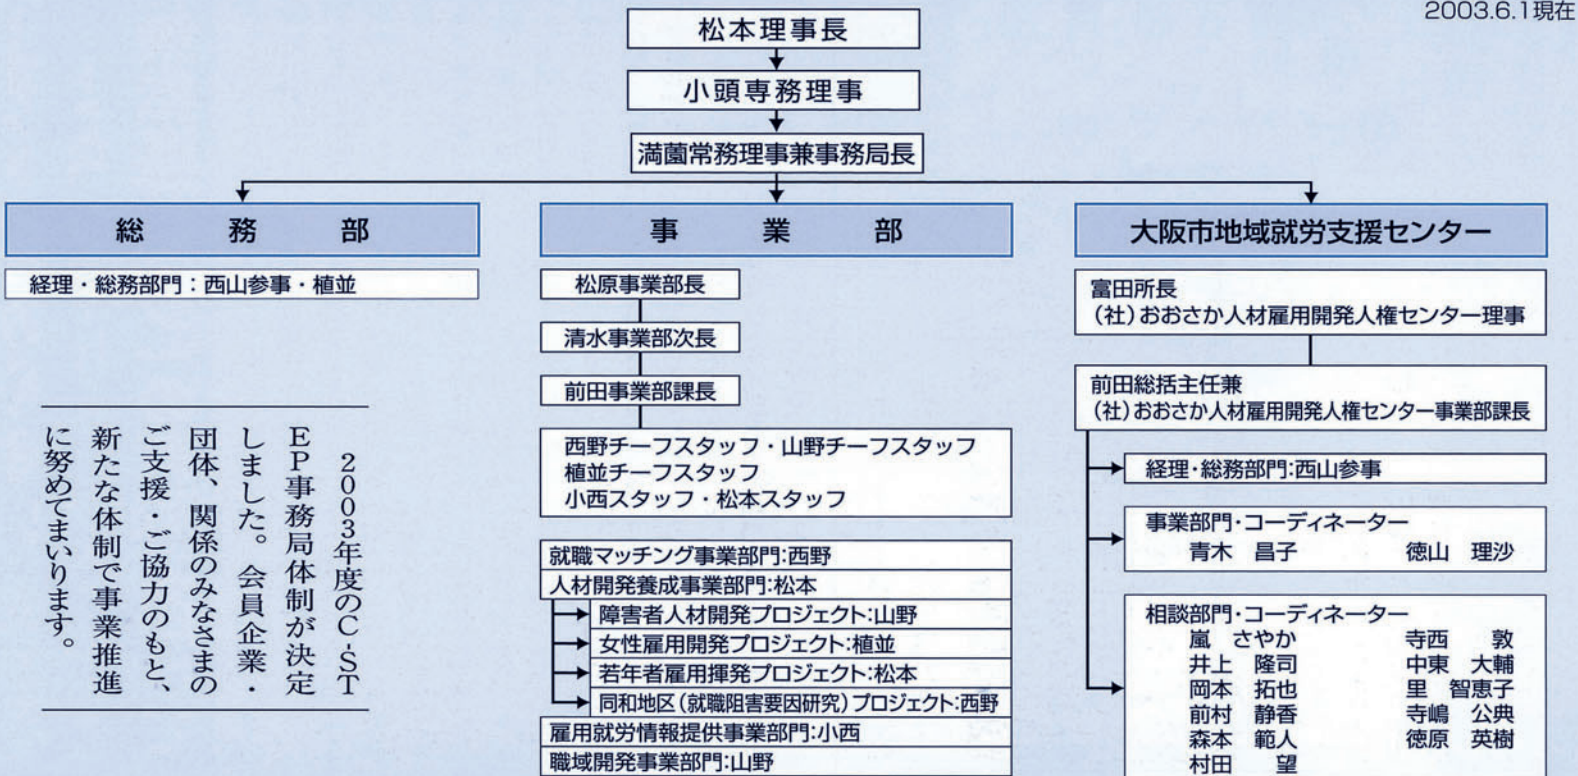 2003.6.1現在
松本理事長
小頭専務理事
満薗常務理事兼事務局長
総務部
経理・総務部門：西山参事・植並
2003年度のC-ST
EP事務局体制が決定
しました。会員企業・
団体、関係のみなさまの
ご支援・ご協力のもと、
新たな体制で事業推進
に努めてまいります。
事業部
松原事業部長
清水事業部次長
前田事業部課長
西野チーフスタッフ・山野チーフスタッフ
植並チーフスタッフ
小西スタッフ・松本スタッフ
就職マッチング事業部門:西野
人材開発養成事業部門:松本
障害者人材開発プロジェクト:山野
女性雇用開発プロジェクト:植並
若年者雇用揮発プロジェクト:松本
同和地区(就職阻害要因研究)プロジェクト:西野
雇用就労情報提供事業部門:小西
職域開発事業部門:山野
大阪市地域就労支援センター
富田所長
(社)おおさか人材雇用開発人権センター理事
前田総括主任兼
(社)おおさか人材雇用開発人権センター事業部課長
経理・総務部門:西山参事
事業部門・コーディネーター
青木 昌子 徳山 理沙
相談部門・コーディネーター
嵐 さやか 寺西 敦
井上 隆司 中東 大輔
岡本 拓也 里 智恵子
前村 静香 寺嶋 公典
森本 範人 徳原 英樹
村田 望